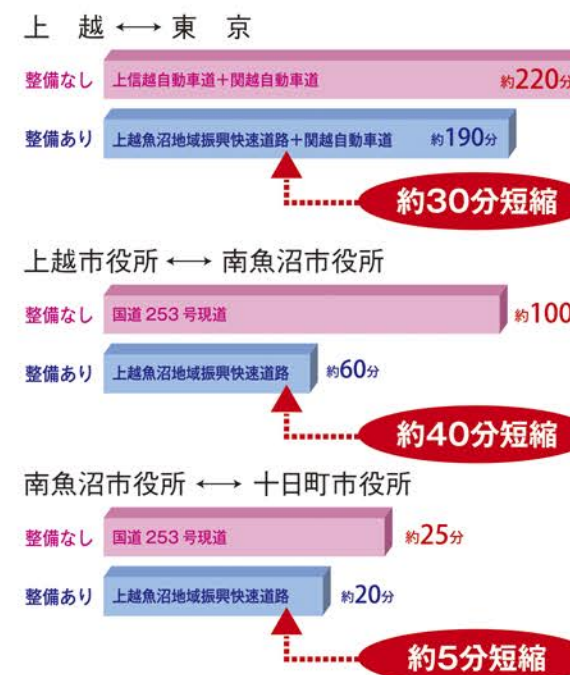 上 越 ⟷ 東 京
整備なし 上信越自動車道+関越自動車道 約220分
整備あり 上越魚沼地域振興快速道路+関越自動車道 約190分
約30分短縮
上越市役所 ⟷ 南魚沼市役所
整備なし 国道253号現道 約100
整備あり 上越魚沼地域振興快速道路 約60分
約40分短縮
南魚沼市役所 ⟷ 十日町市役所
整備なし 国道253号現道 約25分
整備あり 上越魚沼地域振興快速道路 約20分
約5分短縮